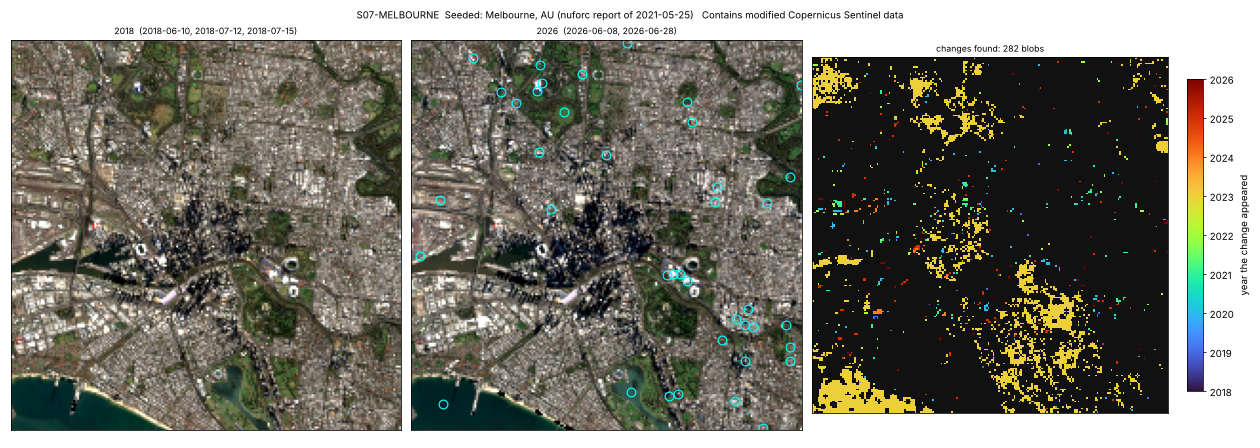 S07-MELBOURNE Seeded: Melbourne, AU (nuforc report of 2021-05-25) Contains modified Copernicus Sentinel data
2018 (2018-06-10, 2018-07-12, 2018-07-15)
2026 (2026-06-08, 2026-06-28)
changes found: 282 blobs
2026
2025
2024
2023
2022
2021
2020
2019
2018
year the change appeared